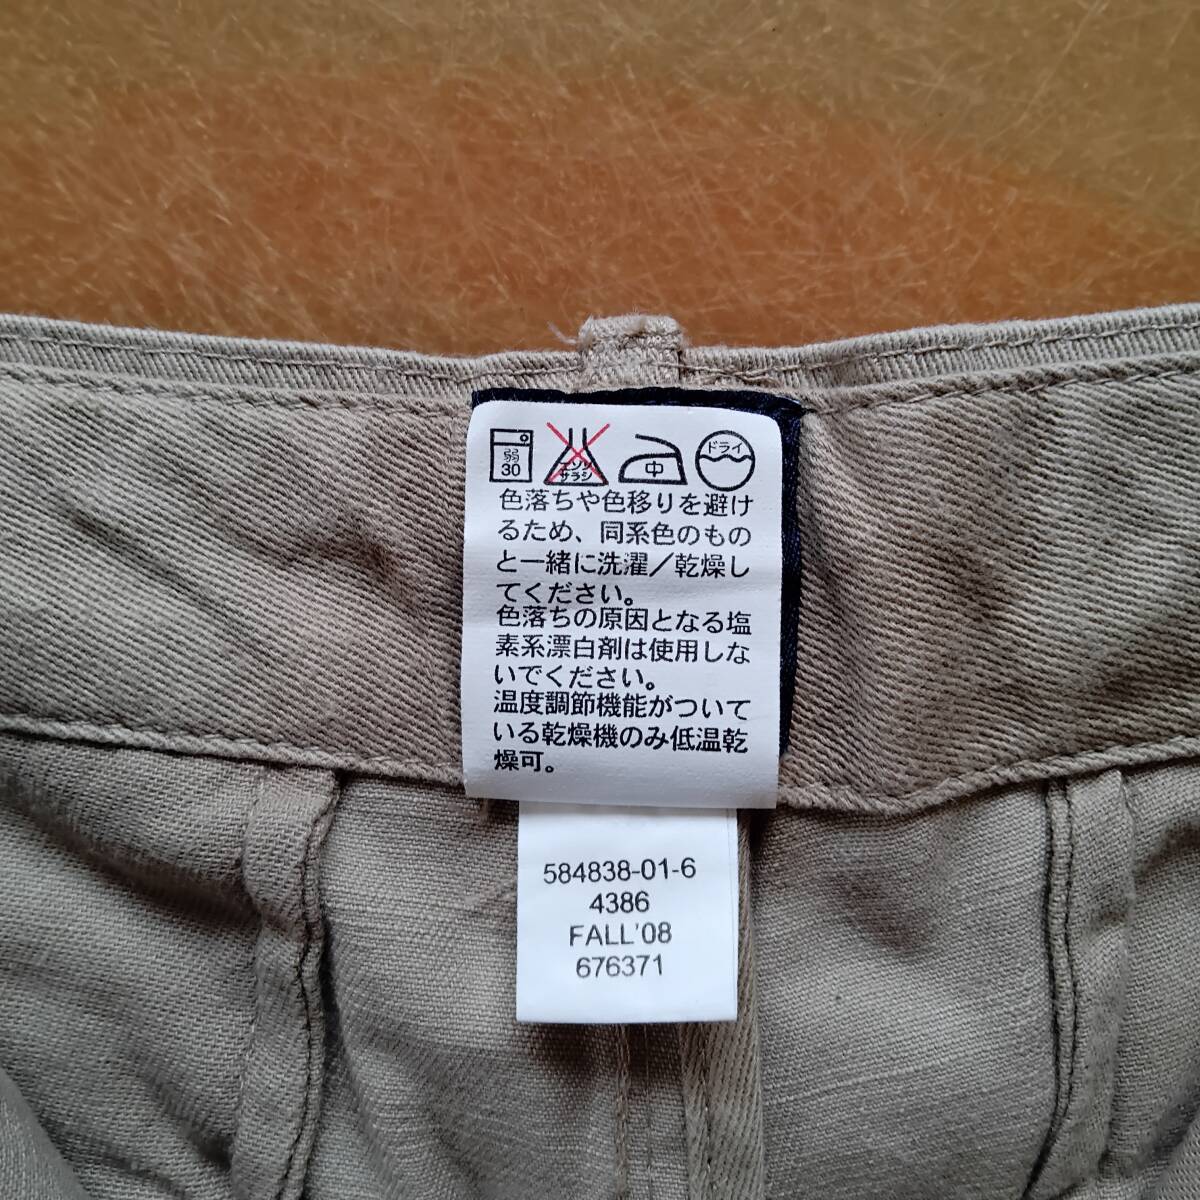 弱 30 エンソ サラシ 中 ドライ
色落ちや色移りを避け
るため、同系色のもの
と一緒に洗濯／乾燥し
てください。
色落ちの原因となる塩
素系漂白剤は使用しな
いでください。
温度調節機能がついて
いる乾燥機のみ低温乾
燥可。
584838-01-6
4386
FALL'08
676371